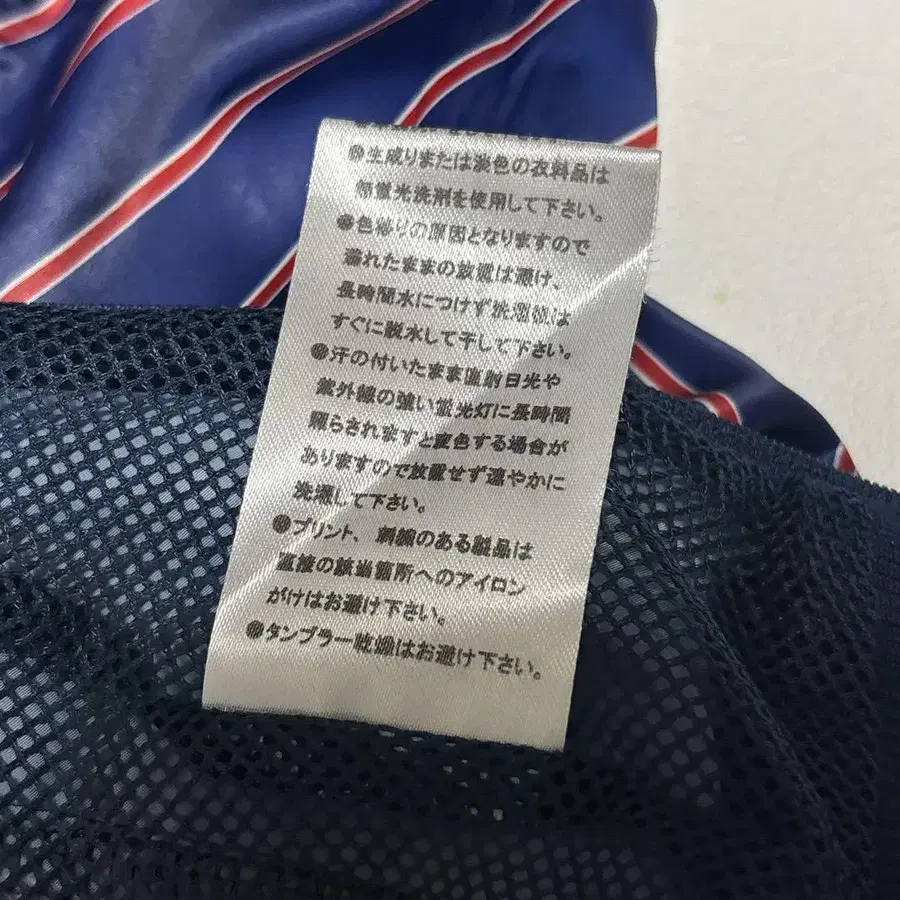 ●生成りまたは淡色の衣料品は
無蛍光洗剤を使用して下さい。
●色移りの原因となりますので
濡れたままの放置は避け、
長時間水につけず洗濯後は
すぐに脱水して干して下さい。
●汗の付いたまま直射日光や
紫外線の強い蛍光灯に長時間
照らされますと変色する場合が
ありますので放置せず速やかに
洗濯して下さい。
●プリント、刺繍のある製品は
直接の該当箇所へのアイロン
がけはお避け下さい。
●タンブラー乾燥はお避け下さい。